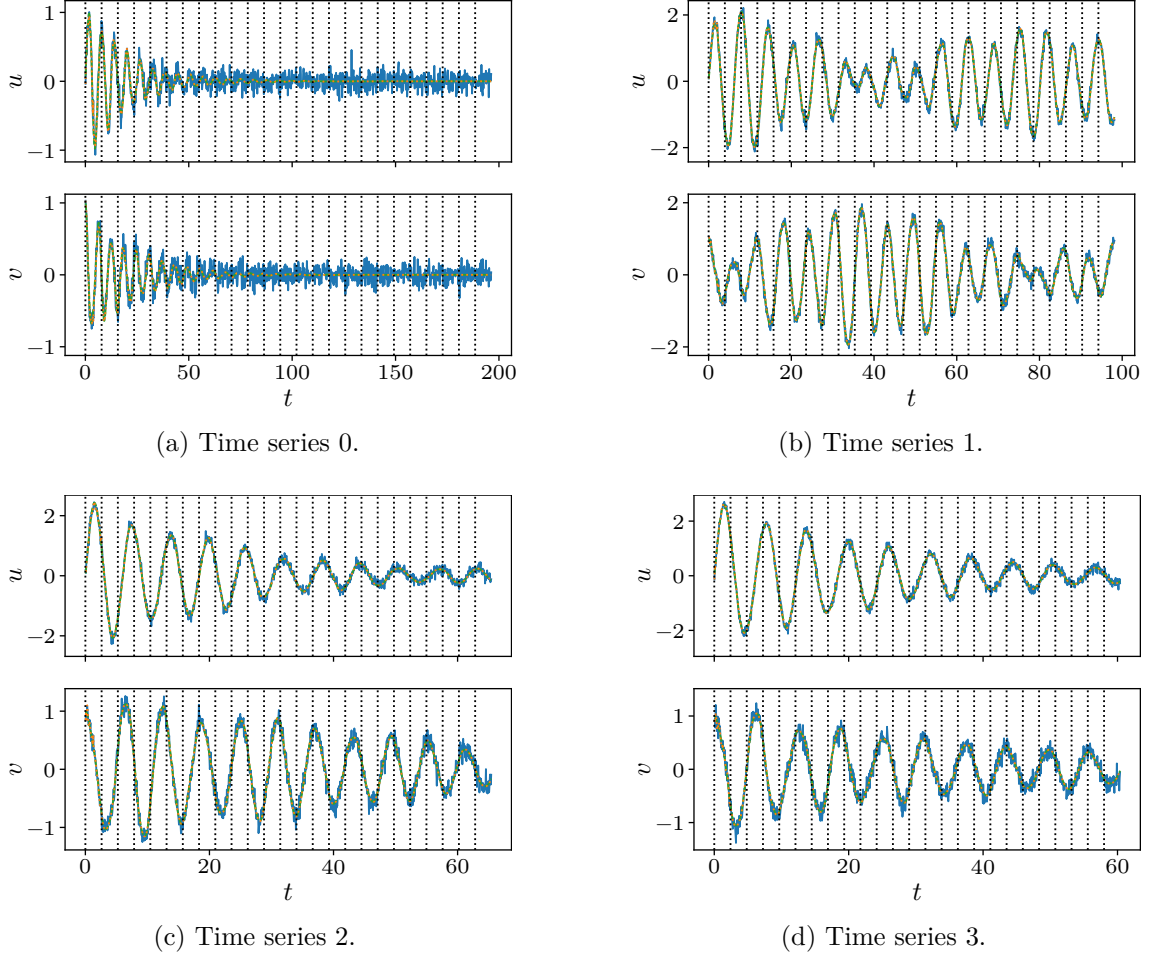 1
0
−1
u
1
0
−1
v
0 50 100 150 200
t
(a) Time series 0.
2
0
−2
u
2
0
−2
v
0 20 40 60 80 100
t
(b) Time series 1.
2
0
−2
u
1
0
−1
v
0 20 40 60
t
(c) Time series 2.
2
0
−2
u
1
0
−1
v
0 20 40 60
t
(d) Time series 3.